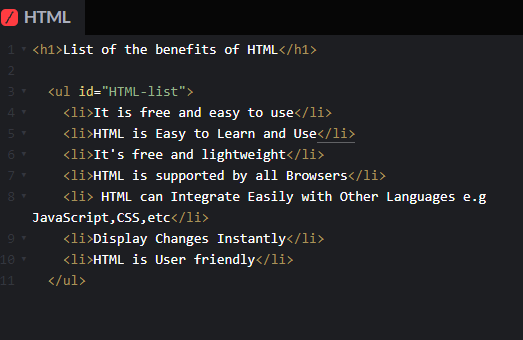 / HTML
1 <h1>List of the benefits of HTML</h1>
2
3 <ul id="HTML-list">
4 <li>It is free and easy to use</li>
5 <li>HTML is Easy to Learn and Use</li>
6 <li>It's free and lightweight</li>
7 <li>HTML is supported by all Browsers</li>
8 <li> HTML can Integrate Easily with Other Languages e.g
JavaScript,CSS,etc</li>
9 <li>Display Changes Instantly</li>
10 <li>HTML is User friendly</li>
11 </ul>